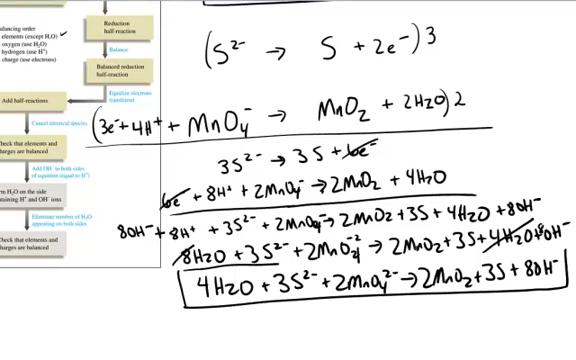 Reduction
half-reaction
balancing order
elements (except H₂O)
oxygen (use H₂O)
hydrogen (use H⁺)
charge (use electrons)
Balance
Balanced reduction
half-reaction
Equalize electrons
transferred
Add half-reactions
Cancel identical species
Check that elements and
charges are balanced
Add OH⁻ to both sides
of equation (equal to H⁺)
Form H₂O on the side
containing H⁺ and OH⁻ ions
Eliminate number of H₂O
appearing on both sides
Check that elements and
charges are balanced
(S²⁻ → S + 2e⁻)3
(3e⁻ + 4H⁺ + MnO₄⁻ → MnO₂ + 2H₂O)2
3S²⁻ → 3S + 6e⁻
6e⁻ + 8H⁺ + 2MnO₄⁻ → 2MnO₂ + 4H₂O
8OH⁻ + 8H⁺ + 3S²⁻ + 2MnO₄⁻ → 2MnO₂ + 3S + 4H₂O + 8OH⁻
8H₂O + 3S²⁻ + 2MnO₄⁻² → 2MnO₂ + 3S + 4H₂O + 8OH⁻
4H₂O + 3S²⁻ + 2MnO₄²⁻ → 2MnO₂ + 3S + 8OH⁻